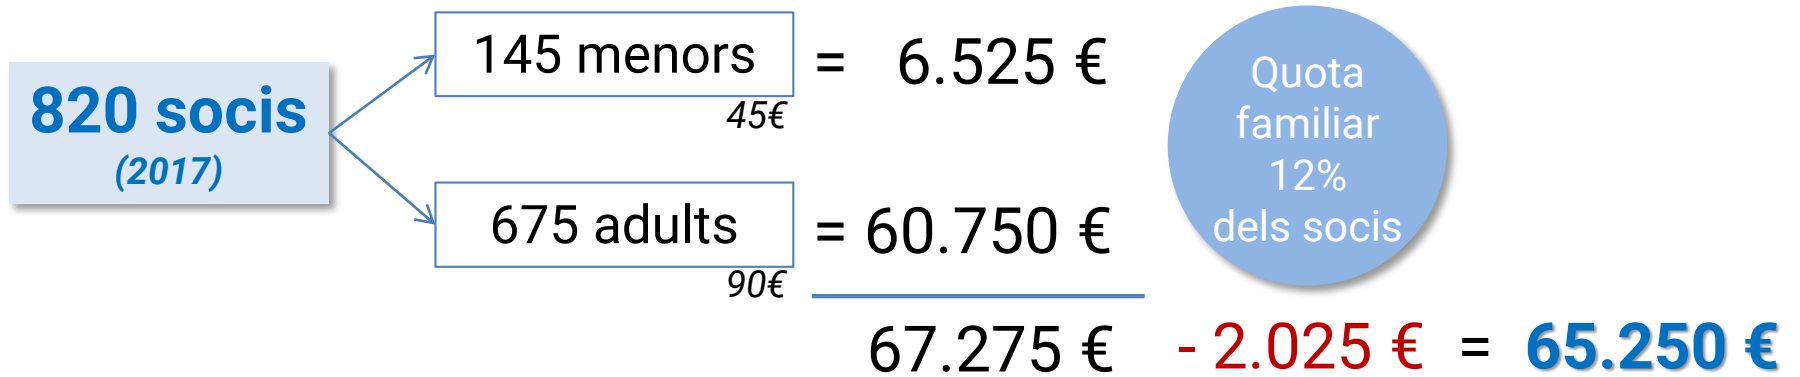 820 socis
(2017)
145 menors
45€
= 6.525 €
675 adults
90€
= 60.750 €
Quota
familiar
12%
dels socis
67.275 € - 2.025 € = 65.250 €